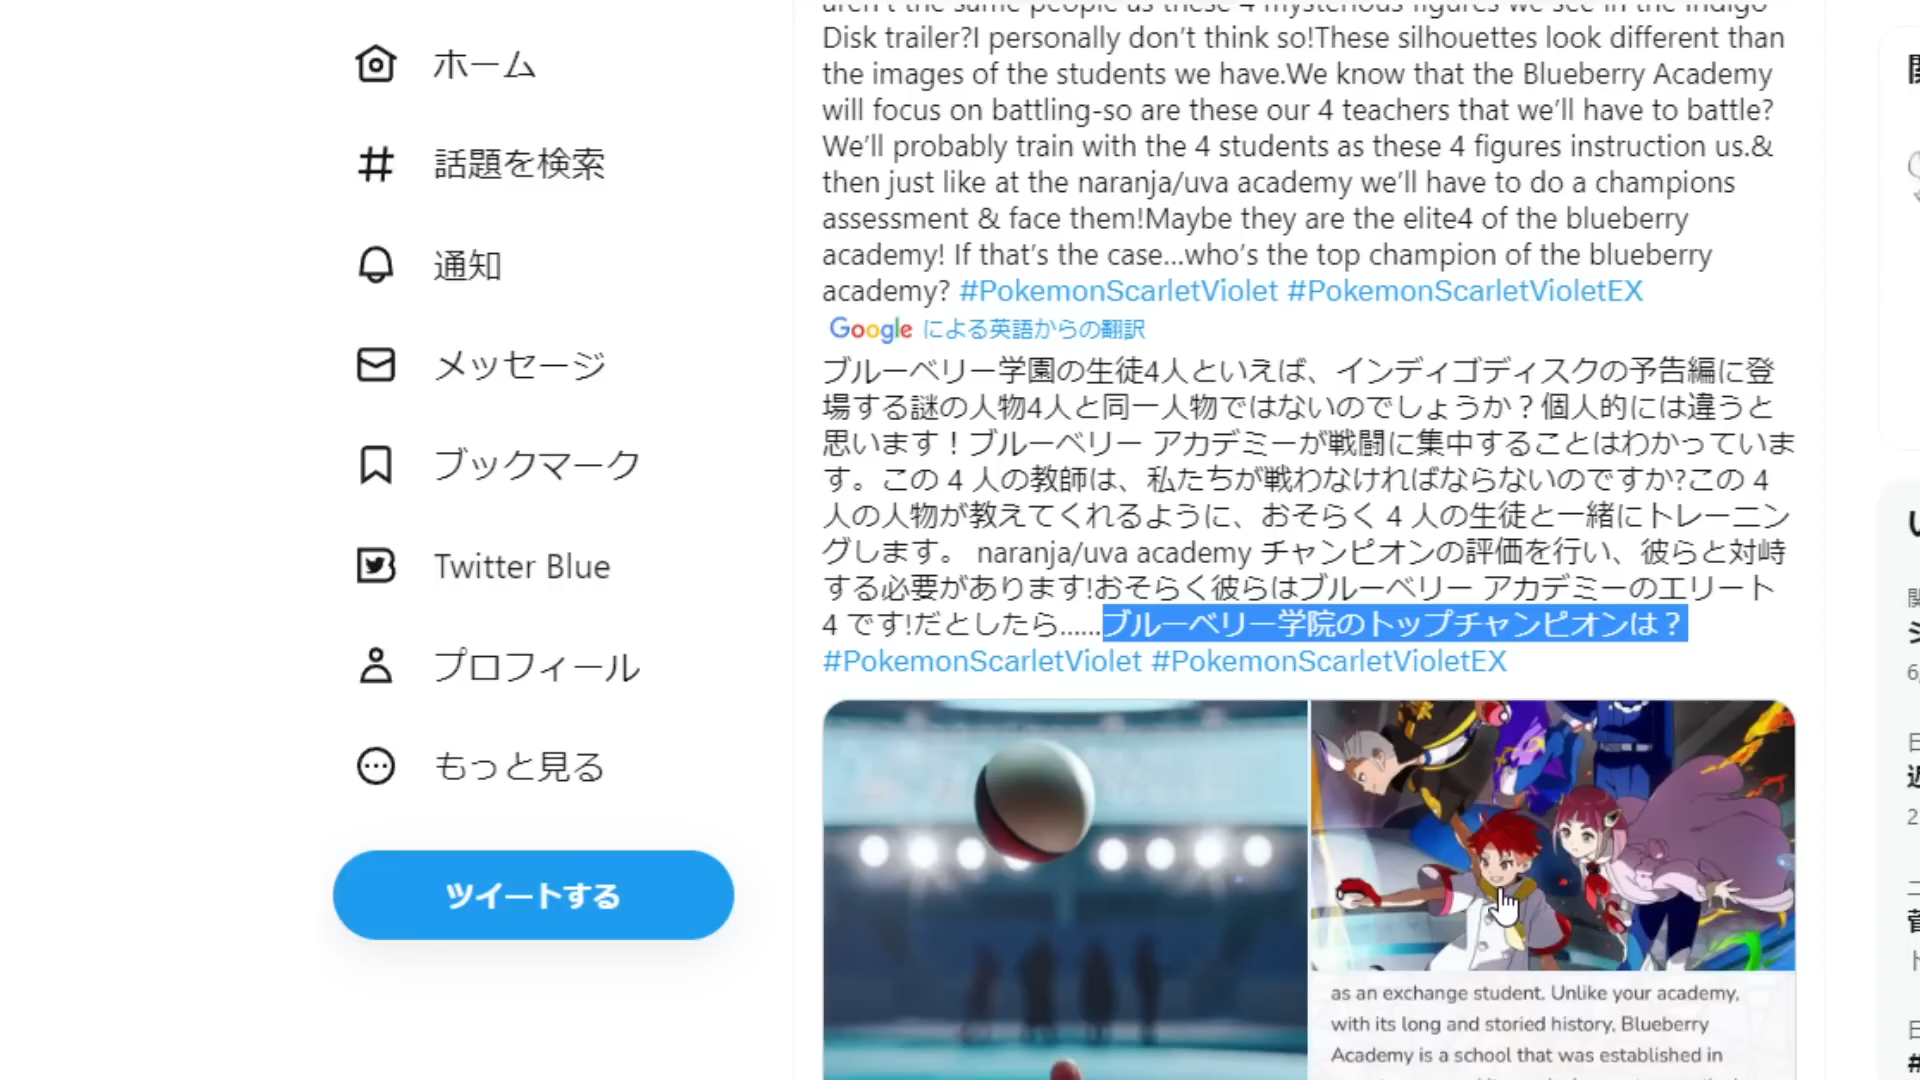 ホーム
話題を検索
通知
メッセージ
ブックマーク
Twitter Blue
プロフィール
もっと見る
ツイートする
aren't the same people as these 4 mysterious figures we see in the Indigo
Disk trailer?I personally don't think so!These silhouettes look different than
the images of the students we have.We know that the Blueberry Academy
will focus on battling-so are these our 4 teachers that we'll have to battle?
We'll probably train with the 4 students as these 4 figures instruction us.&
then just like at the naranja/uva academy we'll have to do a champions
assessment & face them!Maybe they are the elite4 of the blueberry
academy! If that's the case...who's the top champion of the blueberry
academy? #PokemonScarletViolet #PokemonScarletVioletEX
Google による英語からの翻訳
ブルーベリー学園の生徒4人といえば、インディゴディスクの予告編に登
場する謎の人物4人と同一人物ではないのでしょうか？個人的には違うと
思います！ブルーベリー アカデミーが戦闘に集中することはわかっていま
す。この 4 人の教師は、私たちが戦わなければならないのですか?この 4
人の人物が教えてくれるように、おそらく 4 人の生徒と一緒にトレーニン
グします。 naranja/uva academy チャンピオンの評価を行い、彼らと対峙
する必要があります!おそらく彼らはブルーベリー アカデミーのエリート
4 です!だとしたら......ブルーベリー学院のトップチャンピオンは？
#PokemonScarletViolet #PokemonScarletVioletEX
as an exchange student. Unlike your academy,
with its long and storied history, Blueberry
Academy is a school that was established in